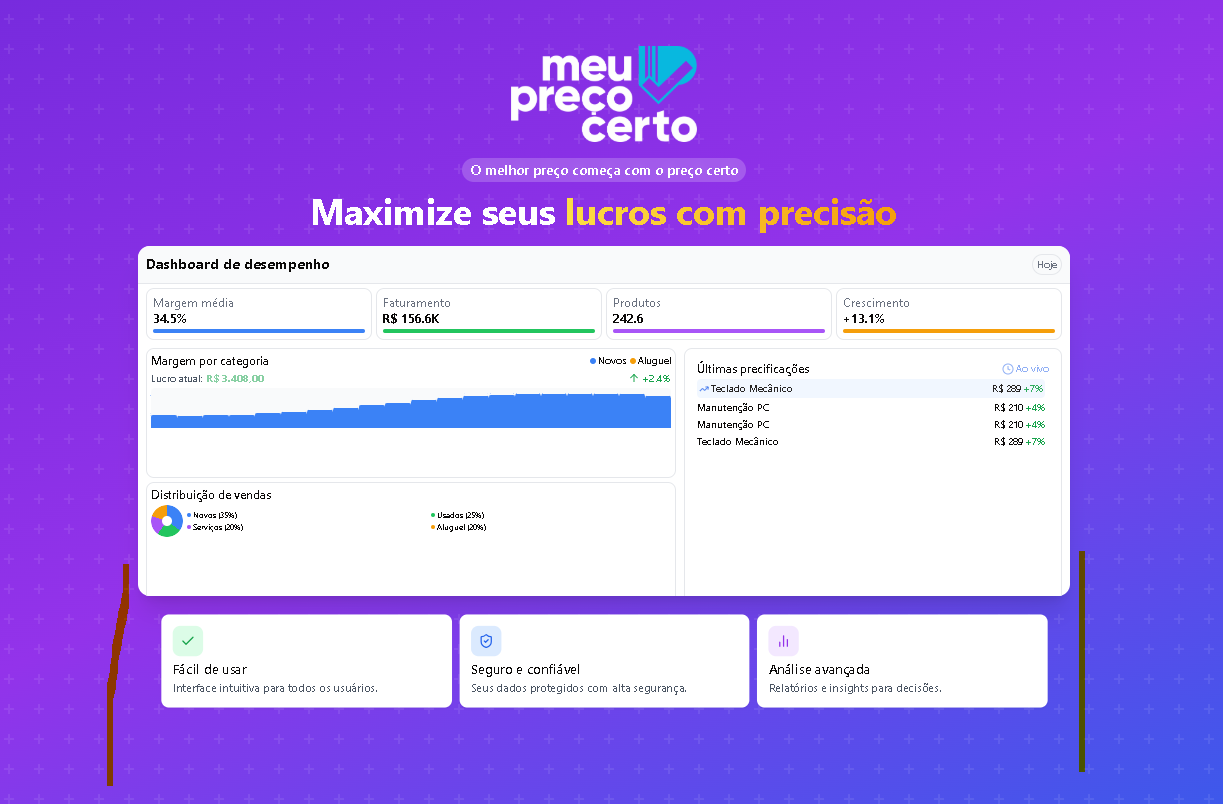 meu
preço
certo
O melhor preço começa com o preço certo
Maximize seus lucros com precisão
Dashboard de desempenho
Hoje
Margem média
34.5%
Faturamento
R$ 156.6K
Produtos
242.6
Crescimento
+13.1%
Margem por categoria
Novos Aluguel
Lucro atual: R$ 3.408,00
+2.4%
Distribuição de vendas
Novos (35%)
Usados (25%)
Serviços (20%)
Aluguel (20%)
Últimas precificações
Ao vivo
Teclado Mecânico R$ 289 +7%
Manutenção PC R$ 210 +4%
Manutenção PC R$ 210 +4%
Teclado Mecânico R$ 289 +7%
Fácil de usar
Interface intuitiva para todos os usuários.
Seguro e confiável
Seus dados protegidos com alta segurança.
Análise avançada
Relatórios e insights para decisões.